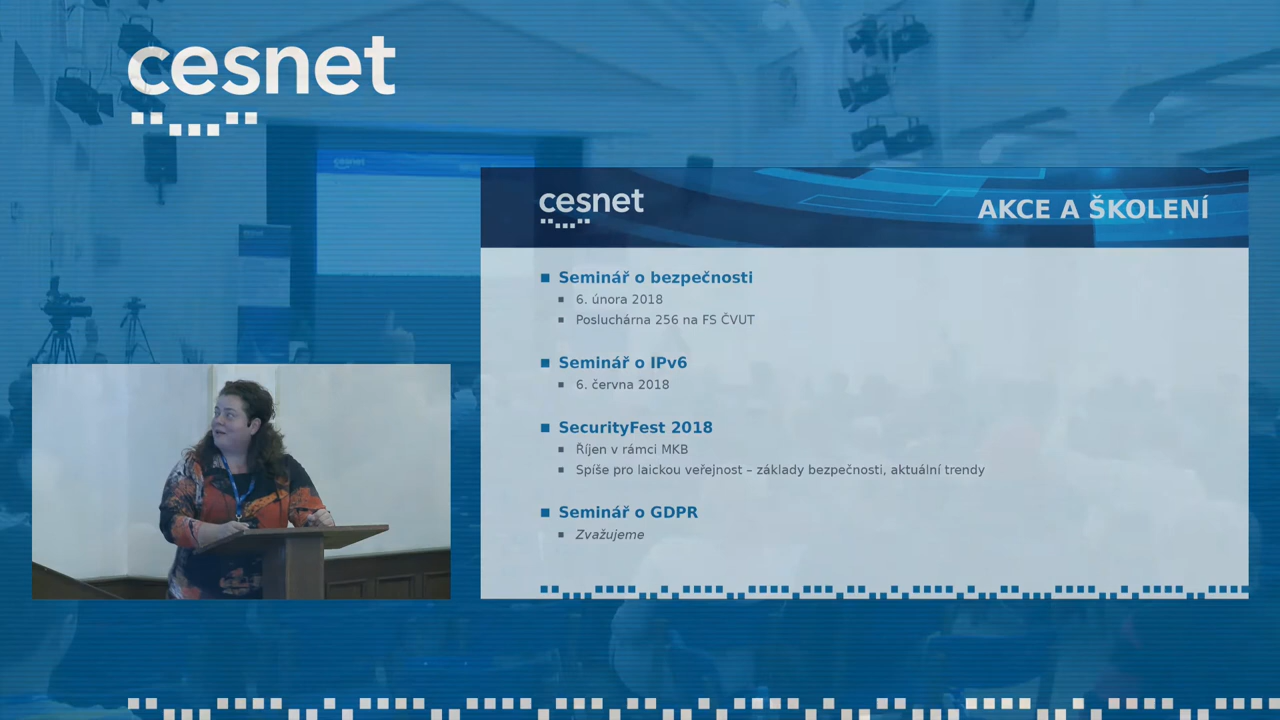 cesnet
cesnet
AKCE A ŠKOLENÍ
Seminář o bezpečnosti
6. února 2018
Posluchárna 256 na FS ČVUT
Seminář o IPv6
6. června 2018
SecurityFest 2018
Říjen v rámci MKB
Spíše pro laickou veřejnost – základy bezpečnosti, aktuální trendy
Seminář o GDPR
Zvažujeme
cesnet